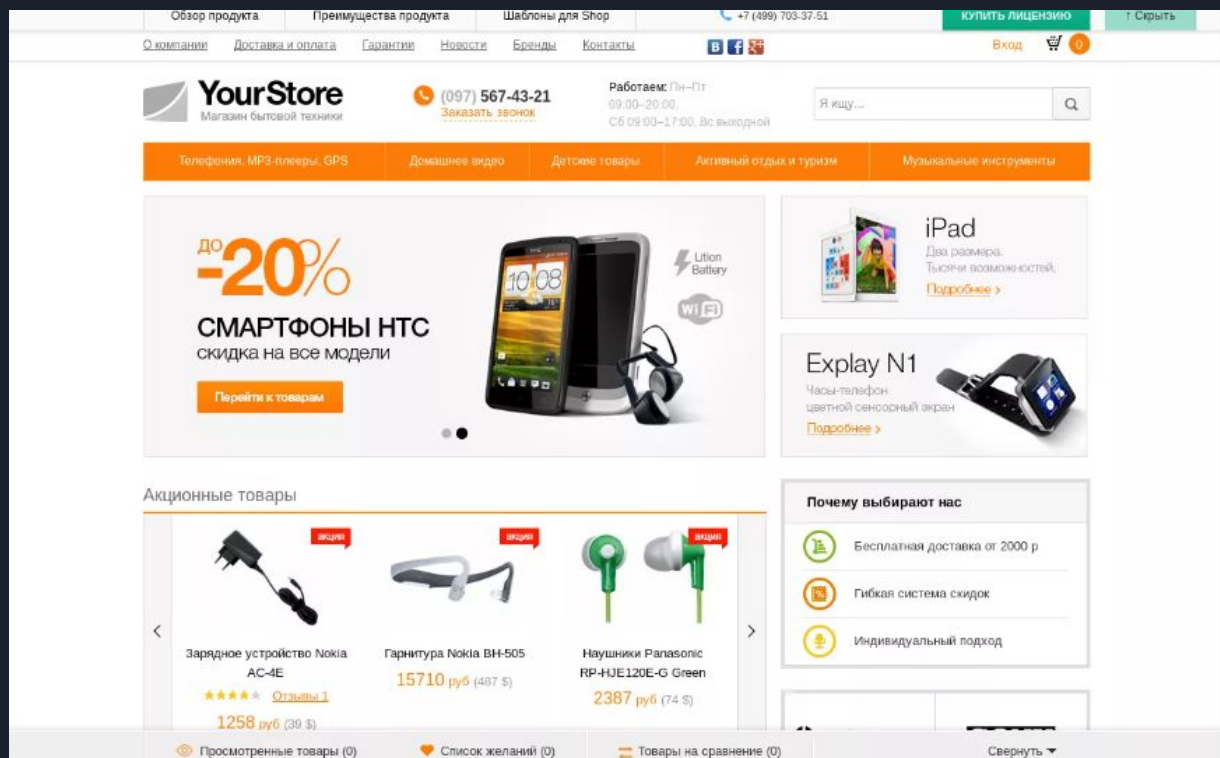 Обзор продукта Преимущества продукта Шаблоны для Shop +7 (499) 703-37-51 КУПИТЬ ЛИЦЕНЗИЮ ↑ Скрыть
О компании Доставка и оплата Гарантии Новости Бренды Контакты Вход 0
YourStore
Магазин бытовой техники
(097) 567-43-21
Заказать звонок
Работаем: Пн–Пт
09:00–20:00,
Сб 09:00–17:00, Вс выходной
Я ищу...
Телефония, MP3-плееры, GPS Домашнее видео Детские товары Активный отдых и туризм Музыкальные инструменты
до
-20%
СМАРТФОНЫ HTC
скидка на все модели
Перейти к товарам
Lition
Battery
Wi Fi
10 08
iPad
Два размера.
Тысячи возможностей.
Подробнее >
Explay N1
Часы-телефон
цветной сенсорный экран
Подробнее >
Акционные товары
акция акция акция
Зарядное устройство Nokia
AC-4E
Отзывы 1
1258 руб (39 $)
Гарнитура Nokia BH-505
15710 руб (487 $)
Наушники Panasonic
RP-HJE120E-G Green
2387 руб (74 $)
Почему выбирают нас
Бесплатная доставка от 2000 р
Гибкая система скидок
Индивидуальный подход
Просмотренные товары (0) Список желаний (0) Товары на сравнение (0) Свернуть